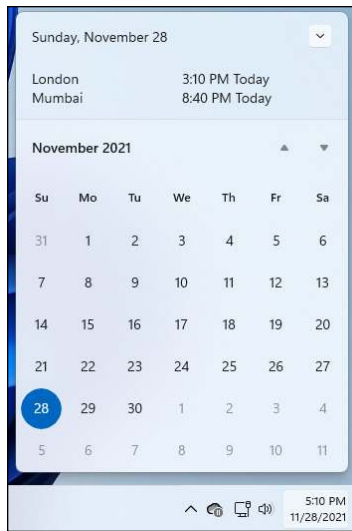 Sunday, November 28
London 3:10 PM Today
Mumbai 8:40 PM Today
November 2021
Su Mo Tu We Th Fr Sa
31 1 2 3 4 5 6
7 8 9 10 11 12 13
14 15 16 17 18 19 20
21 22 23 24 25 26 27
28 29 30 1 2 3 4
5 6 7 8 9 10 11
5:10 PM
11/28/2021